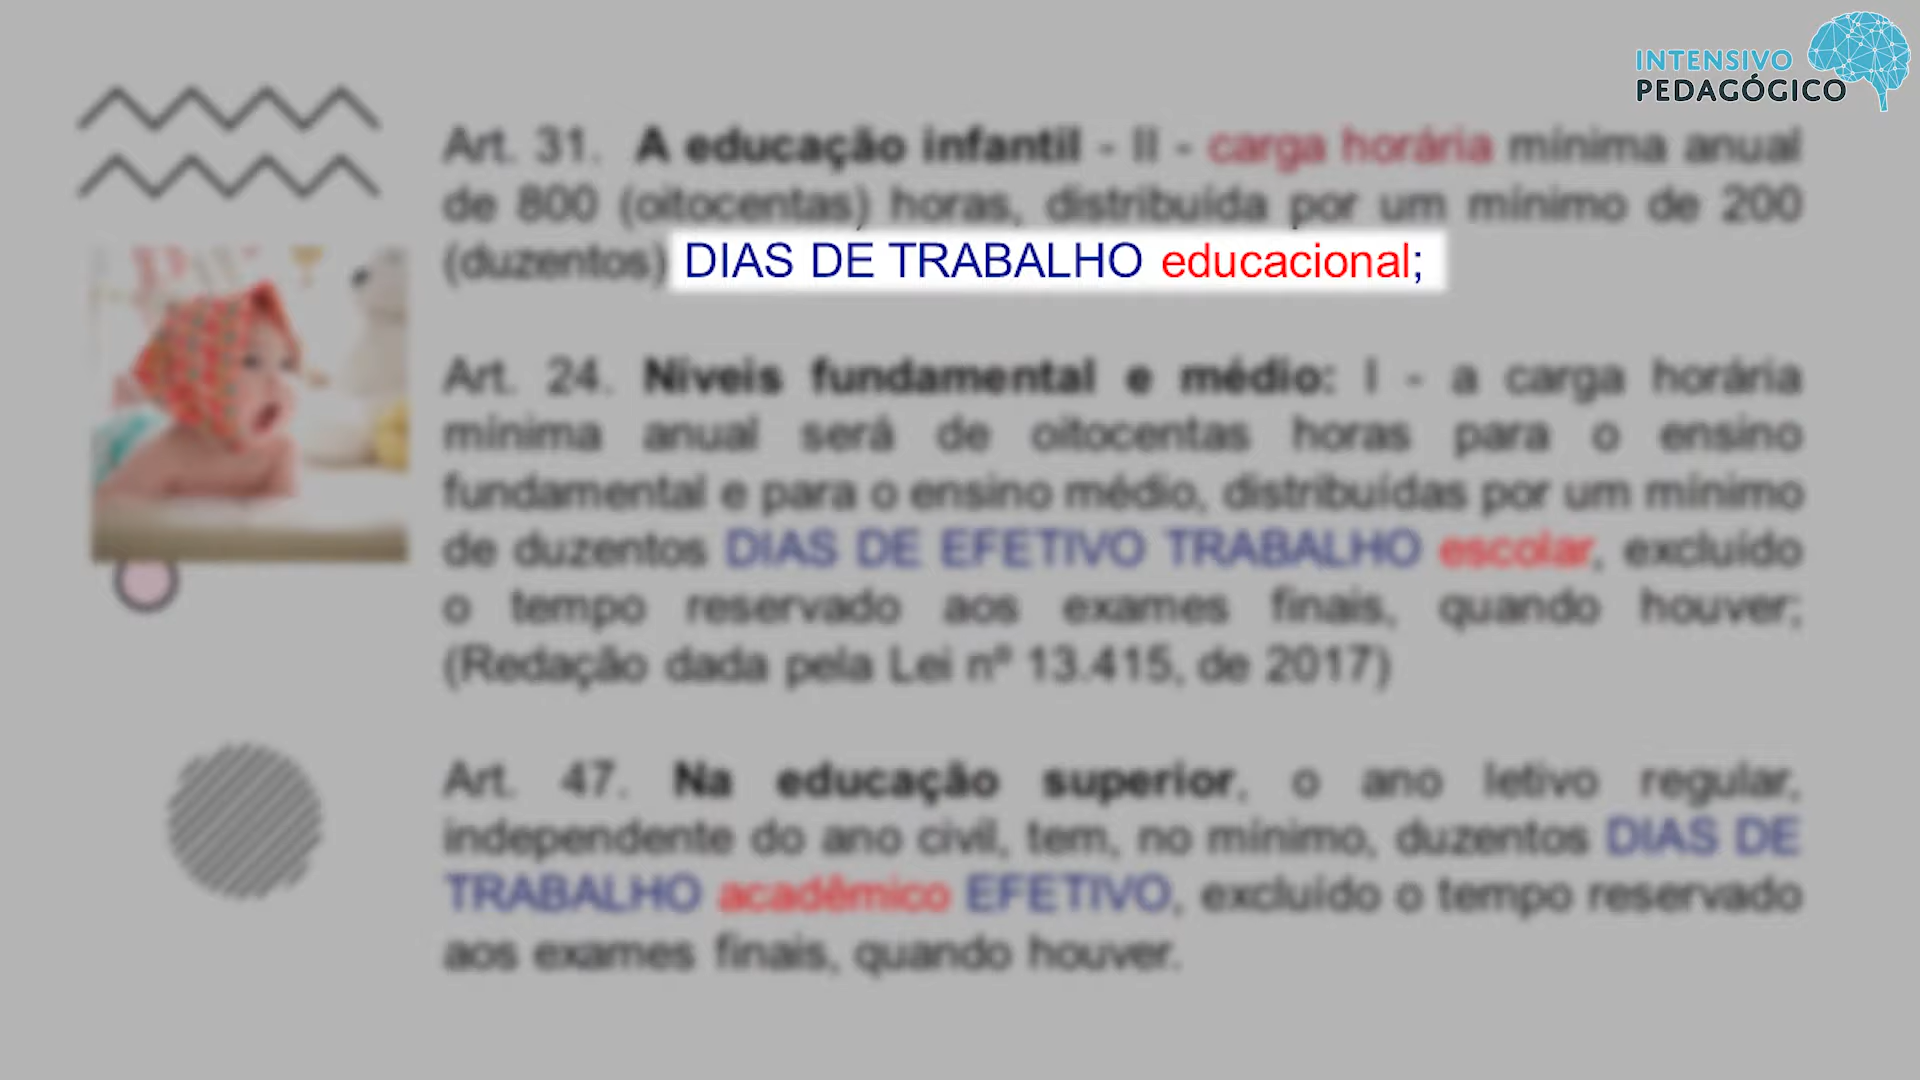 INTENSIVO
PEDAGÓGICO
Art. 31. A educação infantil - II - carga horária mínima anual
de 800 (oitocentas) horas, distribuída por um mínimo de 200
(duzentos) DIAS DE TRABALHO educacional;
Art. 24. Níveis fundamental e médio: I - a carga horária
mínima anual será de oitocentas horas para o ensino
fundamental e para o ensino médio, distribuídas por um mínimo
de duzentos DIAS DE EFETIVO TRABALHO escolar, excluído
o tempo reservado aos exames finais, quando houver;
(Redação dada pela Lei nº 13.415, de 2017)
Art. 47. Na educação superior, o ano letivo regular,
independente do ano civil, tem, no mínimo, duzentos DIAS DE
TRABALHO acadêmico EFETIVO, excluído o tempo reservado
aos exames finais, quando houver.